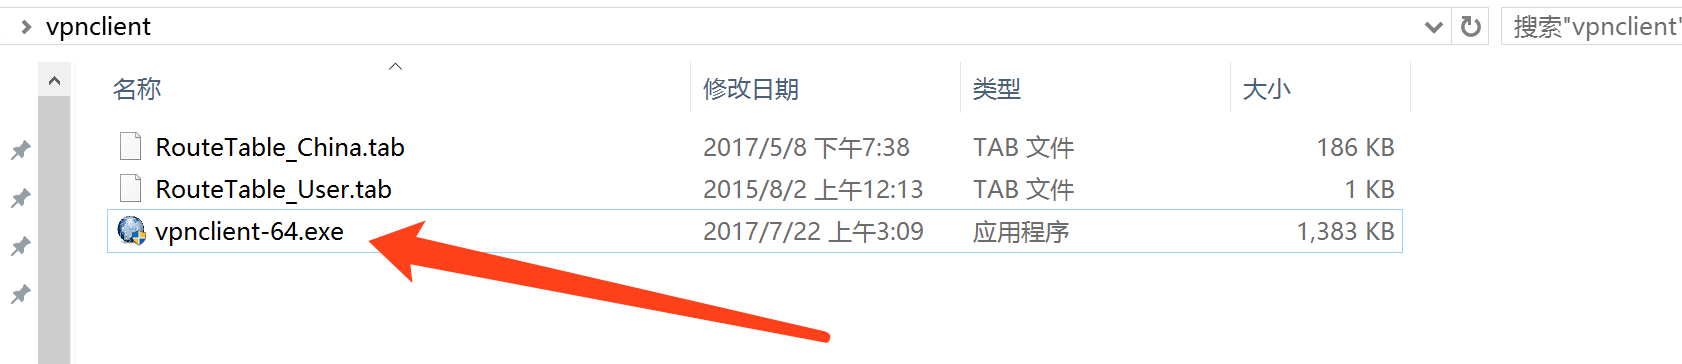 vpnclient
搜索"vpnclient"
名称 修改日期 类型 大小
RouteTable_China.tab 2017/5/8 下午7:38 TAB 文件 186 KB
RouteTable_User.tab 2015/8/2 上午12:13 TAB 文件 1 KB
vpnclient-64.exe 2017/7/22 上午3:09 应用程序 1,383 KB